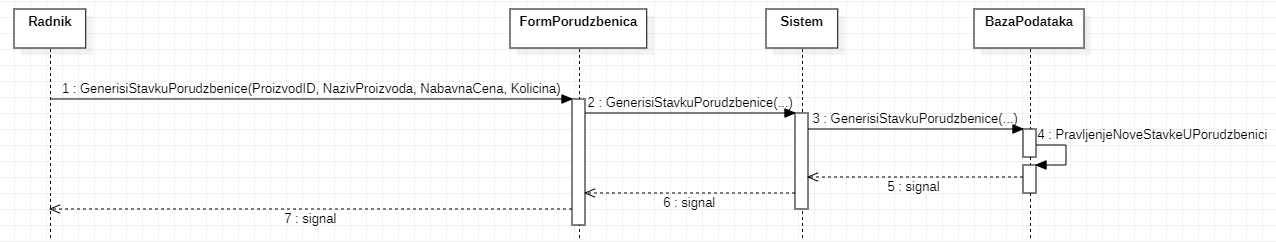 Radnik
FormPorudzbenica
Sistem
BazaPodataka
1 : GenerisiStavkuPorudzbenice(ProizvodID, NazivProizvoda, NabavnaCena, Kolicina)
2 : GenerisiStavkuPorudzbenice(...)
3 : GenerisiStavkuPorudzbenice(...)
4 : PravljenjeNoveStavkeUPorudzbenici
5 : signal
6 : signal
7 : signal